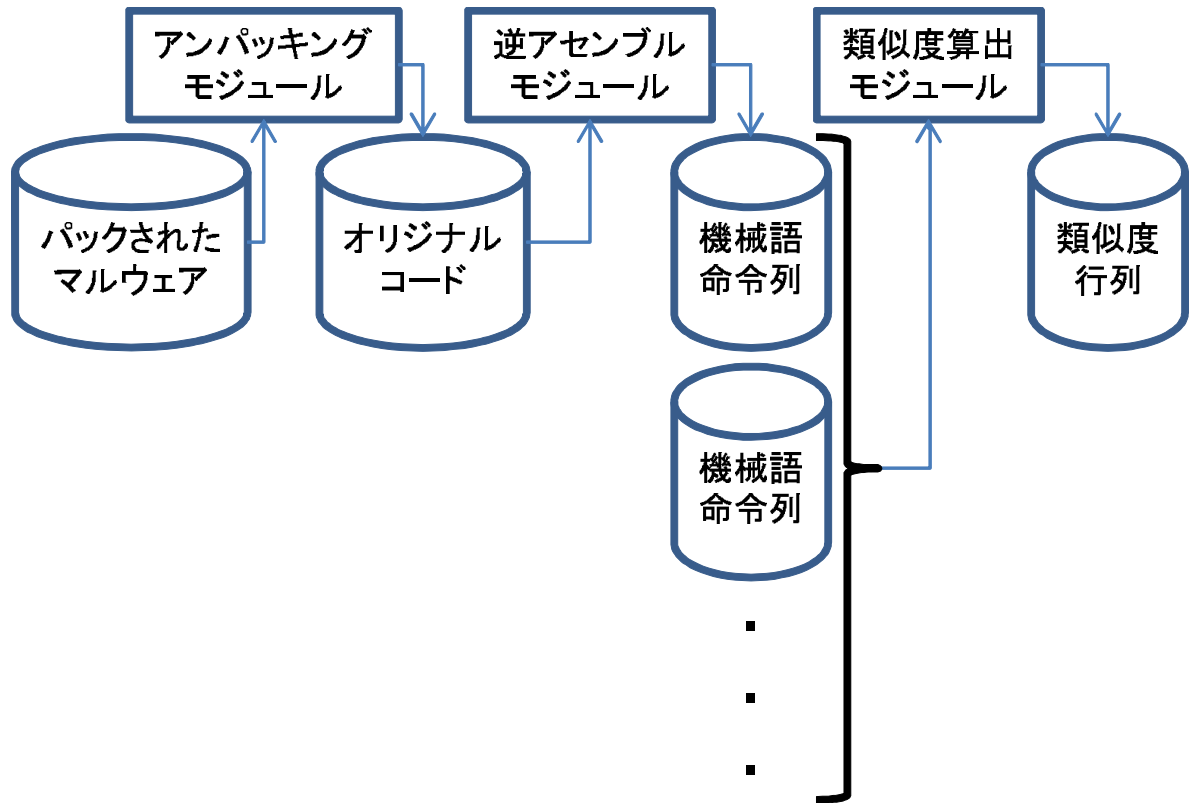 アンパッキング
モジュール
逆アセンブル
モジュール
類似度算出
モジュール
パックされた
マルウェア
オリジナル
コード
機械語
命令列
類似度
行列
機械語
命令列